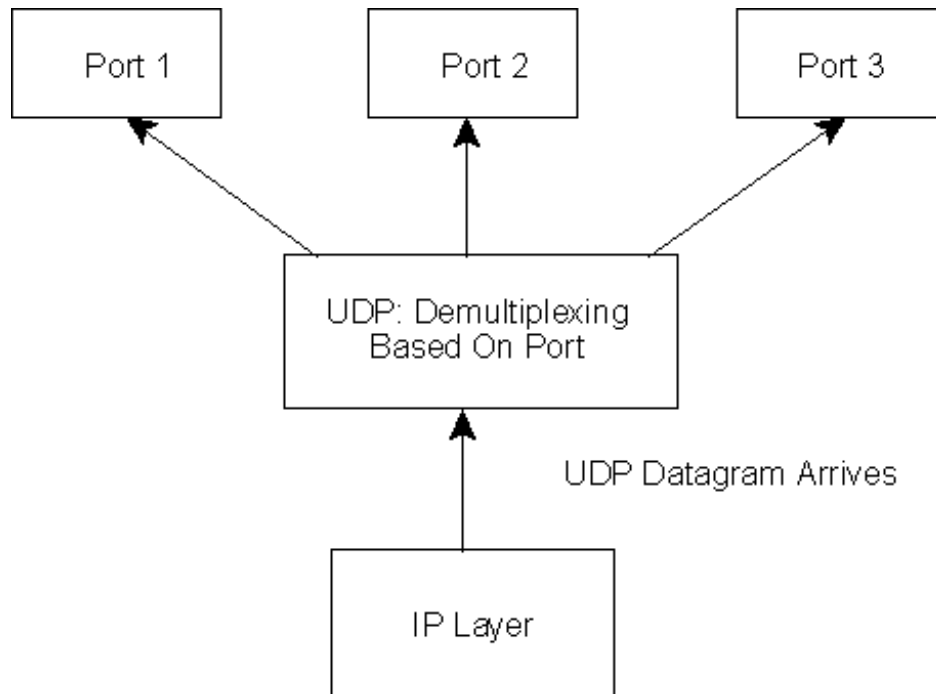 Port 1
Port 2
Port 3
UDP: Demultiplexing
Based On Port
UDP Datagram Arrives
IP Layer